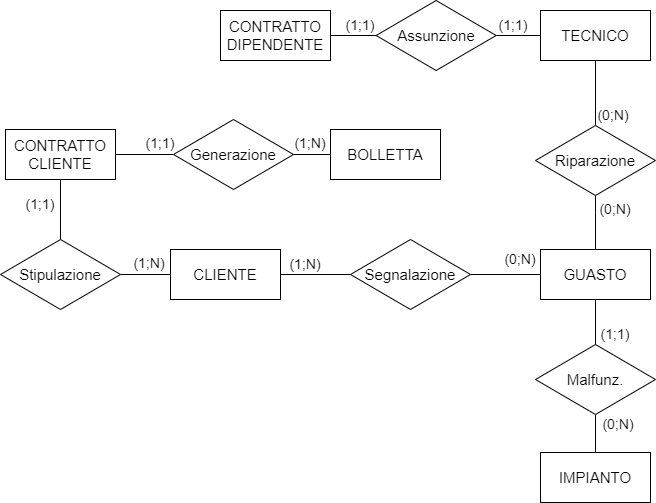 CONTRATTO
DIPENDENTE
(1;1)
Assunzione
(1;1)
TECNICO
(0;N)
CONTRATTO
CLIENTE
(1;1)
Generazione
(1;N)
BOLLETTA
Riparazione
(1;1)
(0;N)
Stipulazione
(1;N)
CLIENTE
(1;N)
Segnalazione
(0;N)
GUASTO
(1;1)
Malfunz.
(0;N)
IMPIANTO